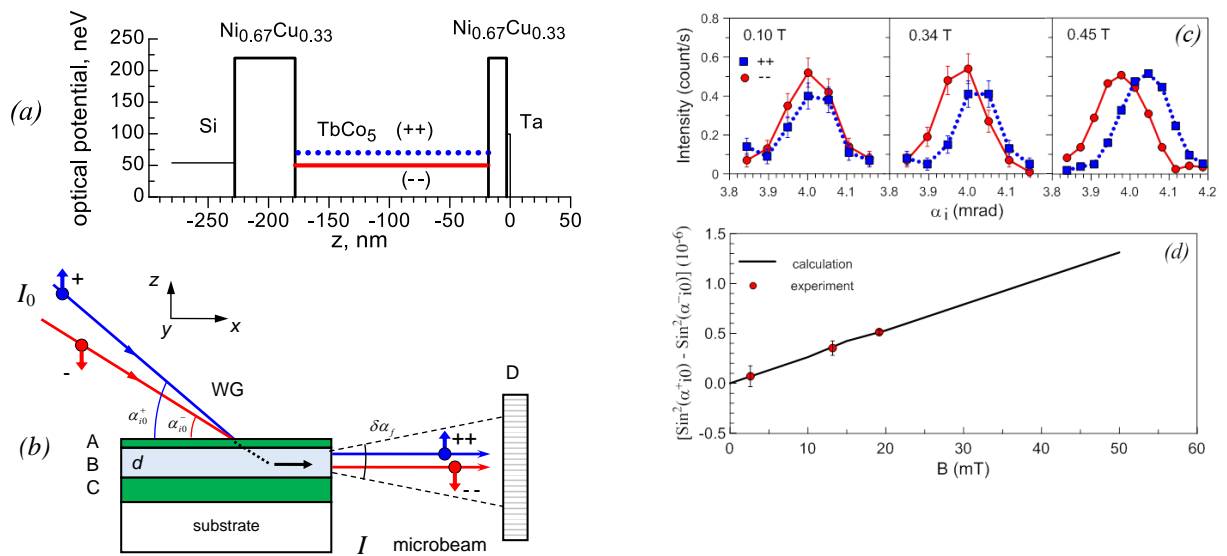 (a)
optical potential, neV
250
200
150
100
50
0
Ni0.67Cu0.33
Ni0.67Cu0.33
Si
TbCo5
(++)
(--)
Ta
-250
-200
-150
-100
-50
0
50
z, nm
(b)
I0
+
-
z
y
x
WG
αi0+
αi0−
A
B
C
d
substrate
δαf
++
--
D
I
microbeam
(c)
Intensity (count/s)
0.8
0.6
0.4
0.2
0
0.10 T
0.34 T
0.45 T
++
--
3.8
3.9
4.0
4.1
3.8
3.9
4.0
4.1
3.8
3.9
4.0
4.1
4.2
αi (mrad)
(d)
[Sin2(α+i0) - Sin2(α-i0)] (10-6)
1.5
1.0
0.5
0.0
-0.5
calculation
experiment
0
10
20
30
40
50
60
B (mT)